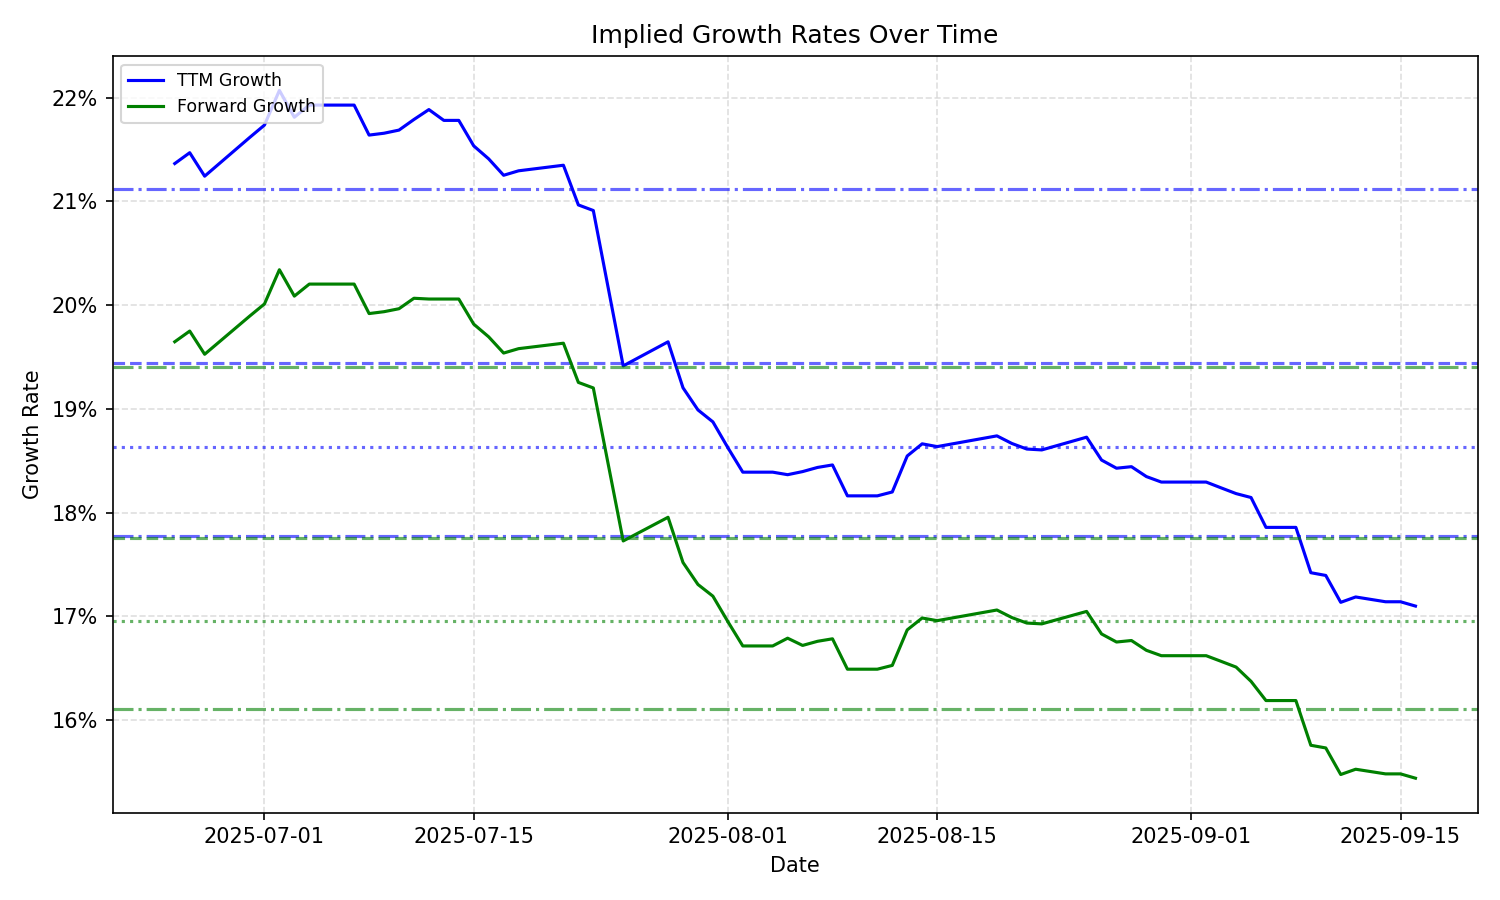 Implied Growth Rates Over Time
TTM Growth
Forward Growth
22%
21%
20%
19%
18%
17%
16%
Growth Rate
2025-07-01
2025-07-15
2025-08-01
2025-08-15
2025-09-01
2025-09-15
Date